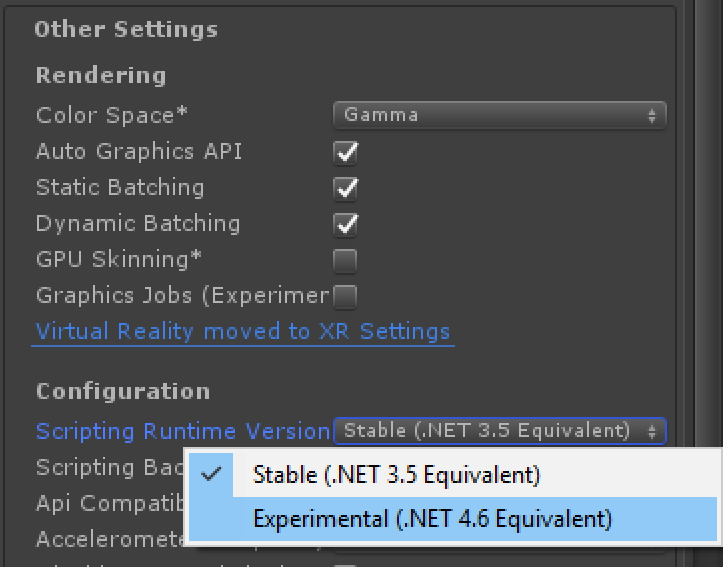 Other Settings
Rendering
Color Space* Gamma
Auto Graphics API
Static Batching
Dynamic Batching
GPU Skinning*
Graphics Jobs (Experimer
Virtual Reality moved to XR Settings
Configuration
Scripting Runtime Version Stable (.NET 3.5 Equivalent)
Scripting Bac
Stable (.NET 3.5 Equivalent)
Api Compatib
Experimental (.NET 4.6 Equivalent)
Acceleromete